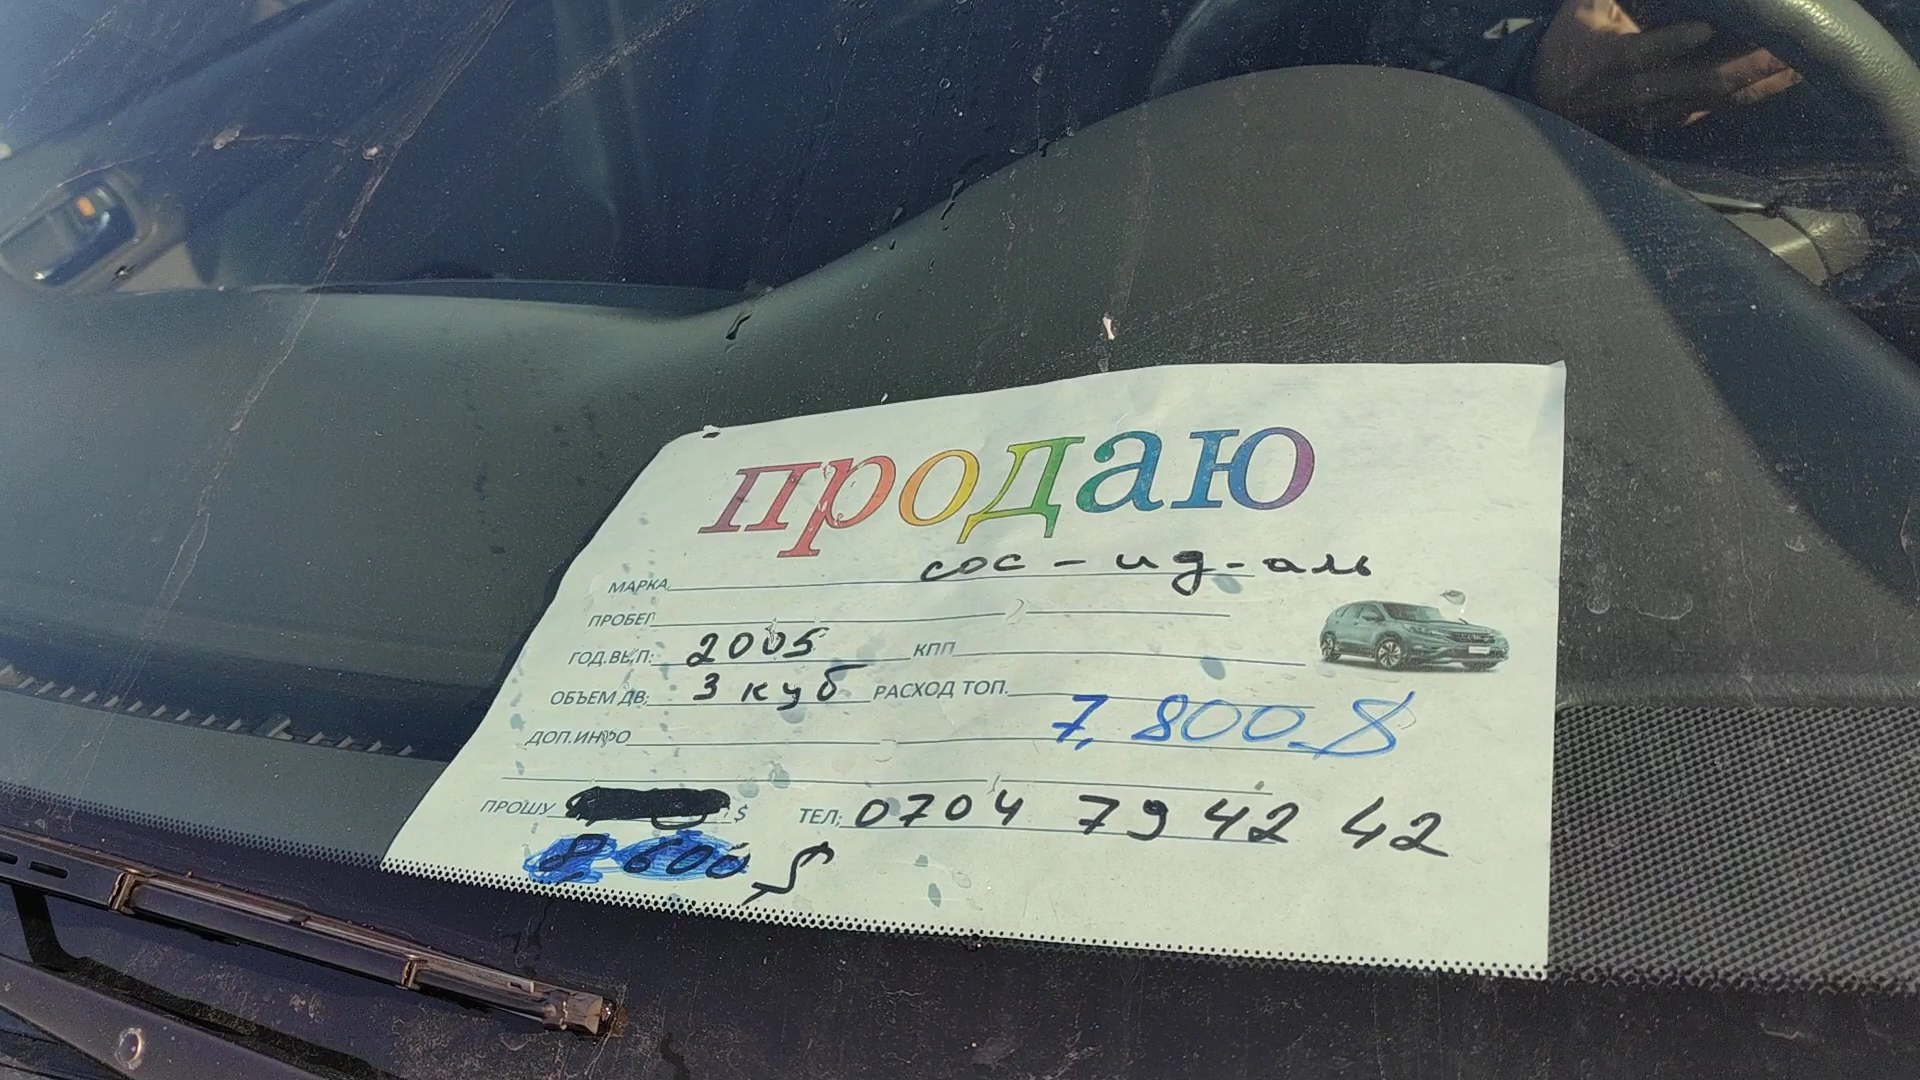 продаю
МАРКА сос - ид - аль
ПРОБЕГ
ГОД.ВЫП: 2005 КПП
ОБЪЕМ ДВ; 3 куб РАСХОД ТОП.
ДОП.ИНФО 7,800 $
ПРОШУ $ ТЕЛ; 0704 79 42 42
8 600 $